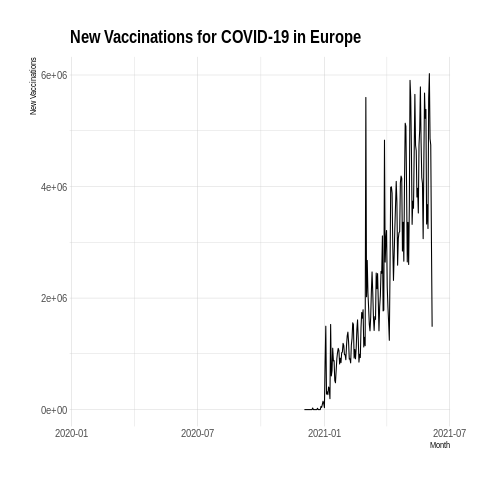 New Vaccinations for COVID-19 in Europe
New Vaccinations
6e+06
4e+06
2e+06
0e+00
2020-01 2020-07 2021-01 2021-07
Month